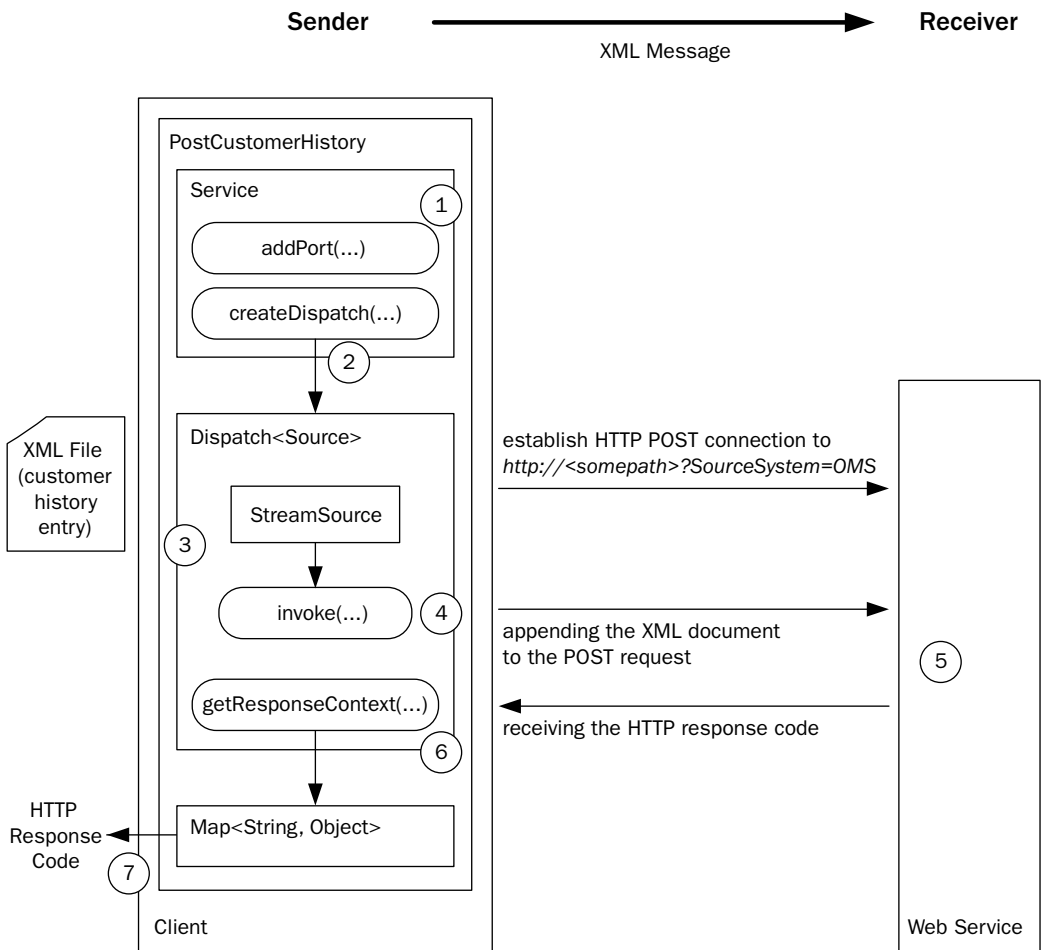 Sender
Receiver
XML Message
PostCustomerHistory
Service
1
addPort(...)
createDispatch(...)
2
XML File
(customer
history
entry)
Dispatch<Source>
StreamSource
3
invoke(...)
4
getResponseContext(...)
6
establish HTTP POST connection to
http://<somepath>?SourceSystem=OMS
appending the XML document
to the POST request
5
receiving the HTTP response code
Map<String, Object>
HTTP
Response
Code
7
Client
Web Service